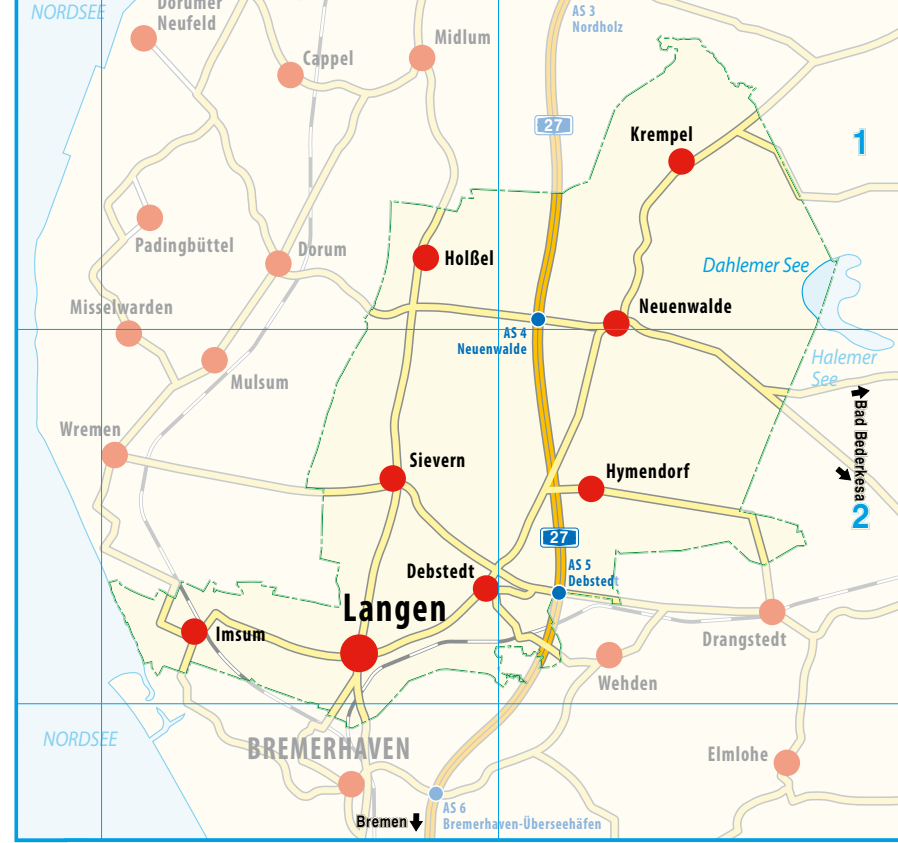 NORDSEE
Dorumer
Neufeld
AS 3
Nordholz
Midlum
Cappel
27
Krempel
1
Padingbüttel
Dorum
Holßel
Dahlemer See
Misselwarden
Neuenwalde
AS 4
Neuenwalde
Halemer
See
Mulsum
Bad Bederkesa
Wremen
Sievern
Hymendorf
2
27
AS 5
Debstedt
Debstedt
Langen
Imsum
Drangstedt
Wehden
NORDSEE
BREMERHAVEN
Elmlohe
AS 6
Bremerhaven-Überseehäfen
Bremen